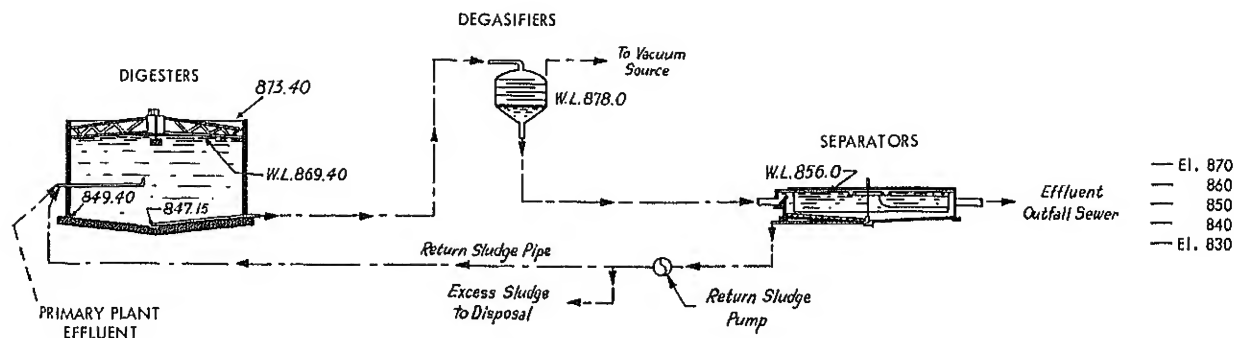 DEGASIFIERS
To Vacuum
Source
DIGESTERS
873.40
W.L.878.0
SEPARATORS
W.L.869.40
W.L.856.0
El. 870
860
850
840
El. 830
849.40
847.15
Effluent
Outfall Sewer
Return Sludge Pipe
Excess Sludge
to Disposal
Return Sludge
Pump
PRIMARY PLANT
EFFLUENT